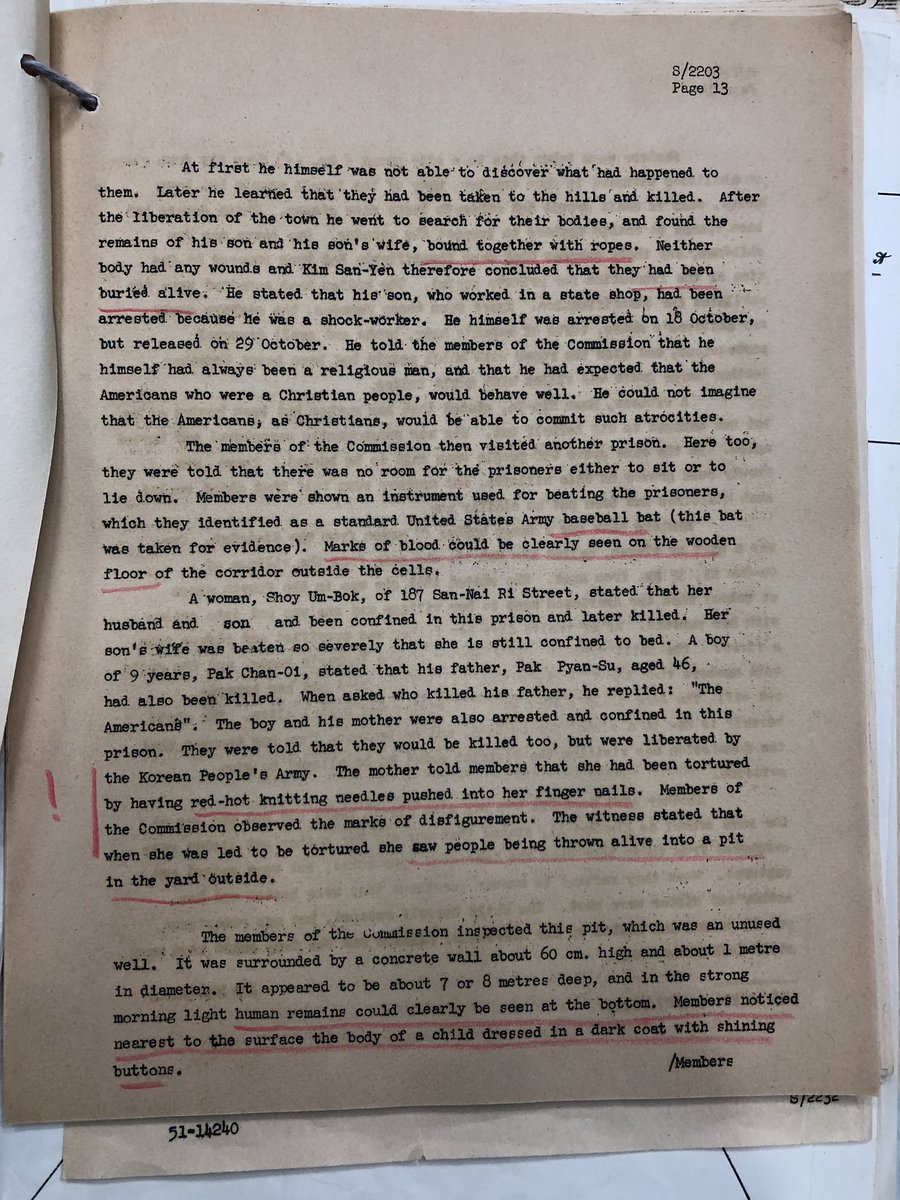 S/2203
Page 13
At first he himself was not able to discover what had happened to
them. Later he learned that they had been taken to the hills and killed. After
the liberation of the town he went to search for their bodies, and found the
remains of his son and his son's wife, bound together with ropes. Neither
body had any wounds and Kim San-Yen therefore concluded that they had been
buried alive. He stated that his son, who worked in a state shop, had been
arrested because he was a shock-worker. He himself was arrested on 18 October,
but released on 29 October. He told the members of the Commission that he
himself had always been a religious man, and that he had expected that the
Americans who were a Christian people, would behave well. He could not imagine
that the Americans, as Christians, would be able to commit such atrocities.
The members of the Commission then visited another prison. Here too,
they were told that there was no room for the prisoners either to sit or to
lie down. Members were shown an instrument used for beating the prisoners,
which they identified as a standard United States Army baseball bat (this bat
was taken for evidence). Marks of blood could be clearly seen on the wooden
floor of the corridor outside the cells.
A woman, Shoy Um-Bok, of 187 San-Nai Ri Street, stated that her
husband and son and been confined in this prison and later killed. Her
son's wife was beaten so severely that she is still confined to bed. A boy
of 9 years, Pak Chan-Oi, stated that his father, Pak Pyan-Su, aged 46,
had also been killed. When asked who killed his father, he replied: "The
Americans". The boy and his mother were also arrested and confined in this
prison. They were told that they would be killed too, but were liberated by
the Korean People's Army. The mother told members that she had been tortured
by having red-hot knitting needles pushed into her finger nails. Members of
the Commission observed the marks of disfigurement. The witness stated that
when she was led to be tortured she saw people being thrown alive into a pit
in the yard outside.
The members of the Commission inspected this pit, which was an unused
well. It was surrounded by a concrete wall about 60 cm. high and about 1 metre
in diameter. It appeared to be about 7 or 8 metres deep, and in the strong
morning light human remains could clearly be seen at the bottom. Members noticed
nearest to the surface the body of a child dressed in a dark coat with shining
buttons.
/Members
S/2232
51-14240